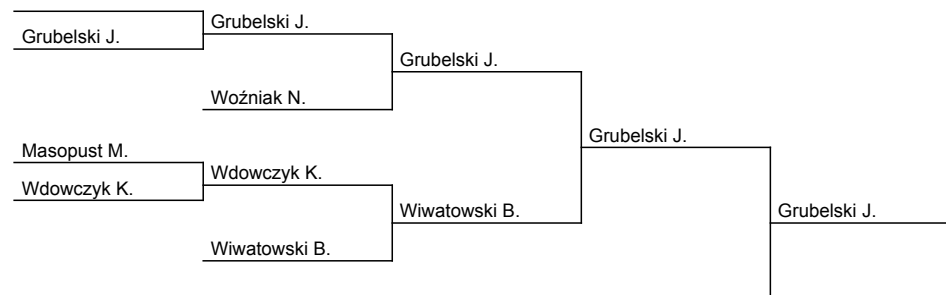 Grubelski J.
Grubelski J.
Grubelski J.
Woźniak N.
Grubelski J.
Masopust M.
Wdowczyk K.
Wdowczyk K.
Wiwatowski B.
Grubelski J.
Wiwatowski B.